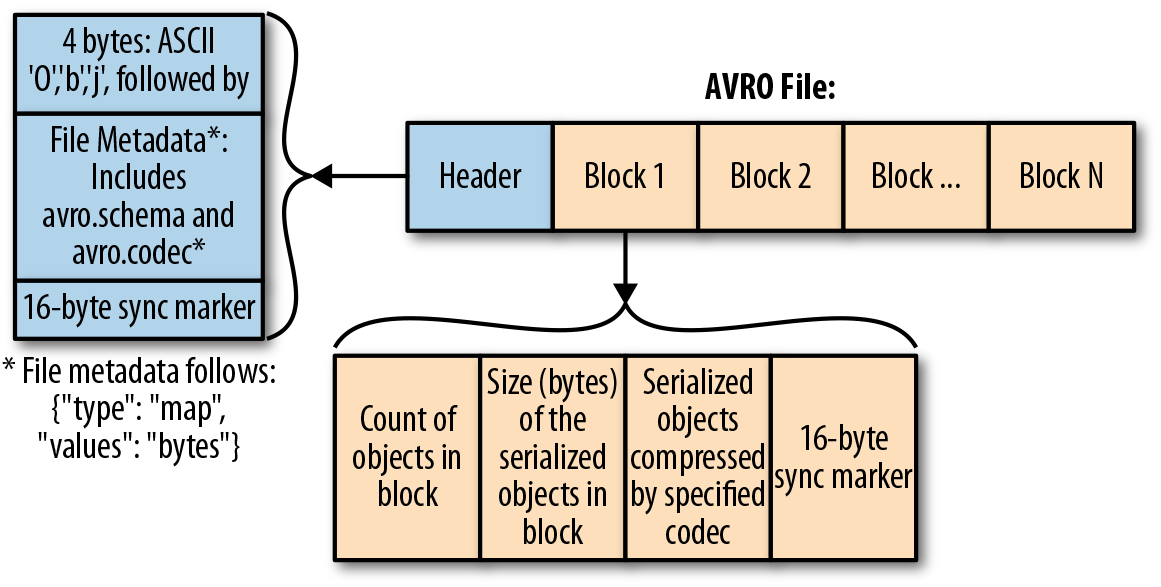 4 bytes: ASCII
'O','b','j', followed by
File Metadata*:
Includes
avro.schema and
avro.codec*
16-byte sync marker
* File metadata follows:
{"type": "map",
"values": "bytes"}
AVRO File:
Header
Block 1
Block 2
Block ...
Block N
Count of
objects in
block
Size (bytes)
of the
serialized
objects in
block
Serialized
objects
compressed
by specified
codec
16-byte
sync marker